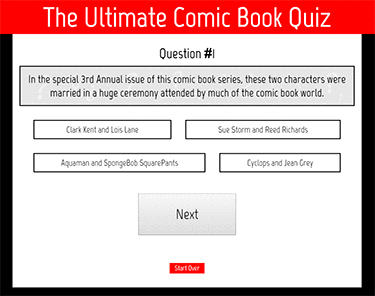 The Ultimate Comic Book Quiz
Question #1
In the special 3rd Annual issue of this comic book series, these two characters were
married in a huge ceremony attended by much of the comic book world.
Clark Kent and Lois Lane
Sue Storm and Reed Richards
Aquaman and SpongeBob SquarePants
Cyclops and Jean Grey
Next
Start Over